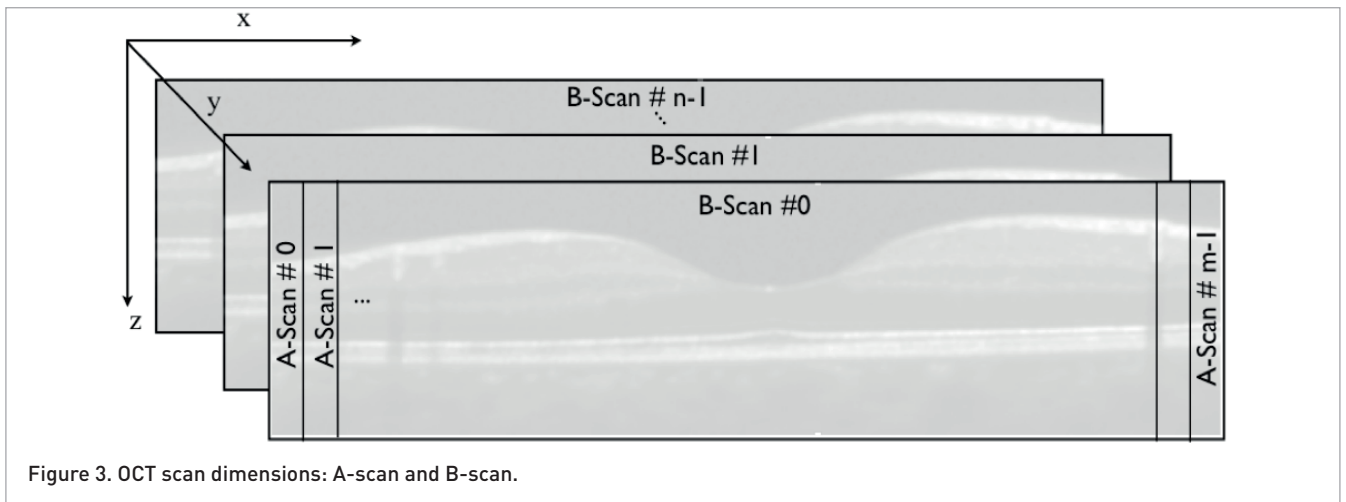 x
y
z
B-Scan # n-1
...
B-Scan #1
B-Scan #0
A-Scan # 0
A-Scan # 1
...
A-Scan # m-1
Figure 3. OCT scan dimensions: A-scan and B-scan.